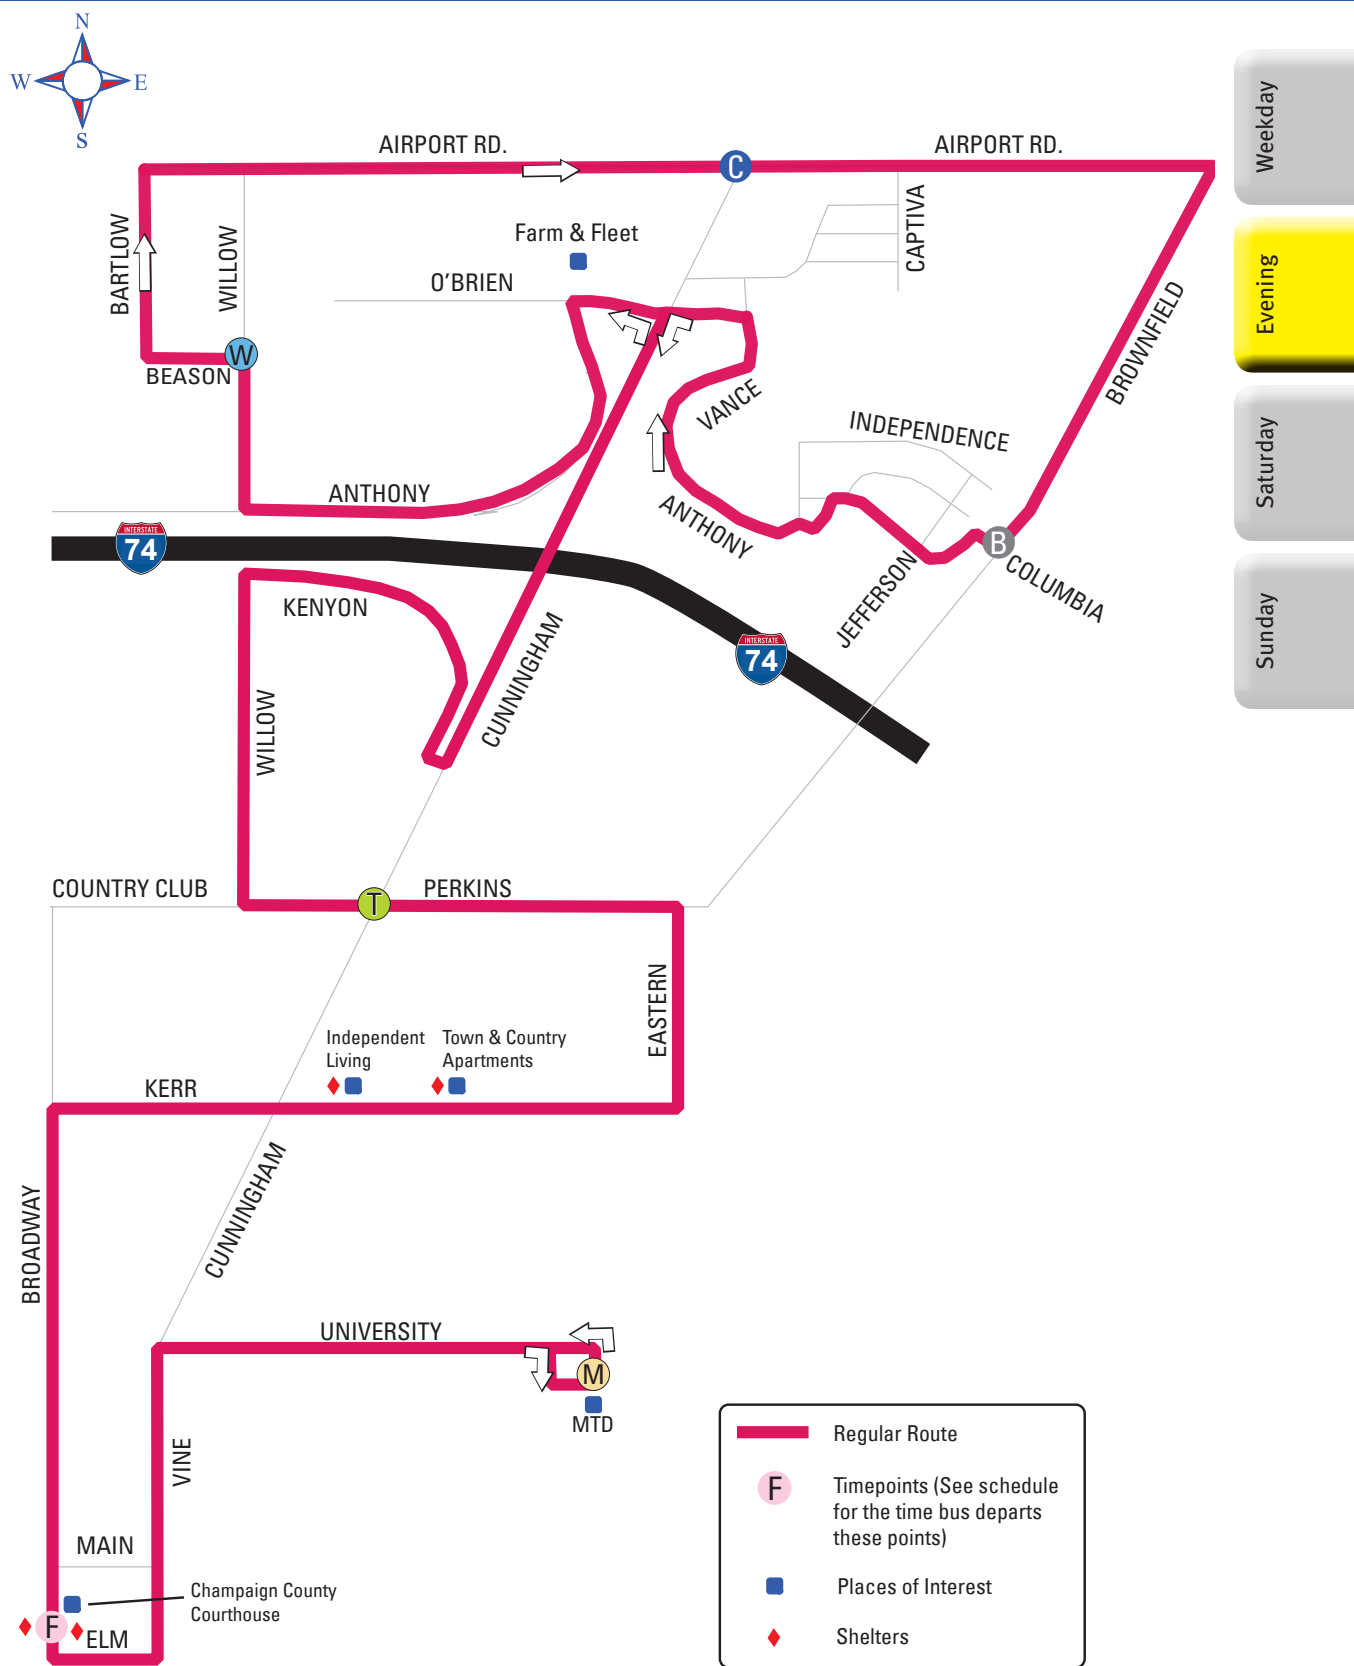 N
W
E
S
Weekday
Evening
Saturday
Sunday
AIRPORT RD.
AIRPORT RD.
C
BARTLOW
WILLOW
CAPTIVA
Farm & Fleet
O'BRIEN
W
BEASON
BROWNFIELD
VANCE
INDEPENDENCE
ANTHONY
ANTHONY
INTERSTATE
74
B
COLUMBIA
JEFFERSON
KENYON
CUNNINGHAM
INTERSTATE
74
WILLOW
COUNTRY CLUB
T
PERKINS
EASTERN
Independent
Living
Town & Country
Apartments
KERR
CUNNINGHAM
BROADWAY
UNIVERSITY
M
MTD
VINE
MAIN
Champaign County
Courthouse
F
ELM
Regular Route
F
Timepoints (See schedule
for the time bus departs
these points)
Places of Interest
Shelters